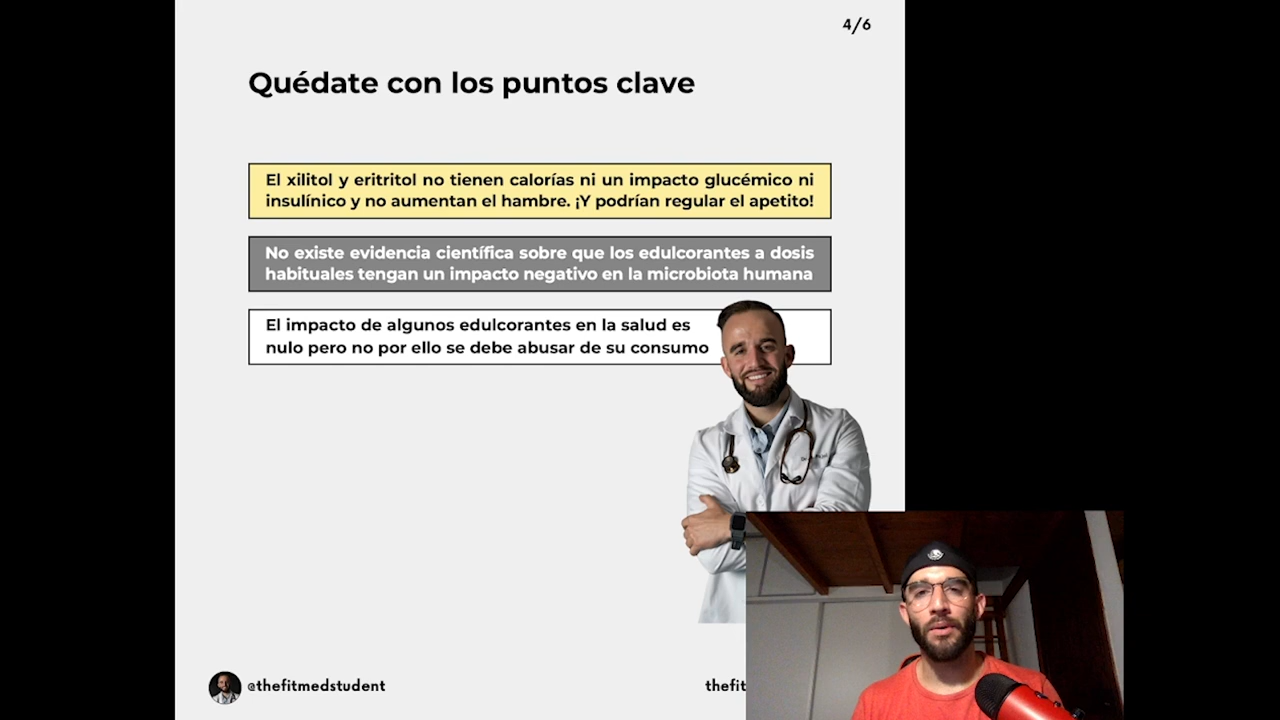 4/6
Quédate con los puntos clave
El xilitol y eritritol no tienen calorías ni un impacto glucémico ni
insulínico y no aumentan el hambre. ¡Y podrían regular el apetito!
No existe evidencia científica sobre que los edulcorantes a dosis
habituales tengan un impacto negativo en la microbiota humana
El impacto de algunos edulcorantes en la salud es
nulo pero no por ello se debe abusar de su consumo
@thefitmedstudent
thefit